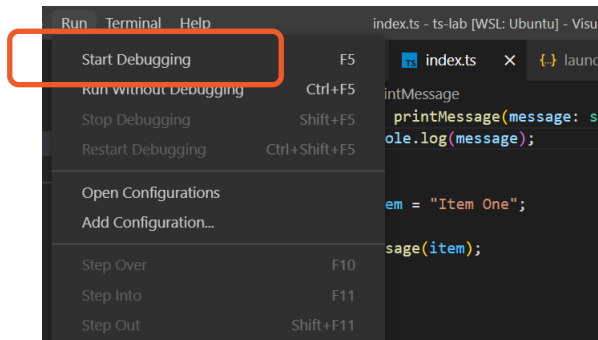 Run Terminal Help index.ts - ts-lab [WSL: Ubuntu] - Visu
Start Debugging F5 TS index.ts × {..} launc
Run Without Debugging Ctrl+F5 intMessage
Stop Debugging Shift+F5 printMessage(message: s
Restart Debugging Ctrl+Shift+F5 ole.log(message);
Open Configurations em = "Item One";
Add Configuration...
Step Over F10 sage(item);
Step Into F11
Step Out Shift+F11